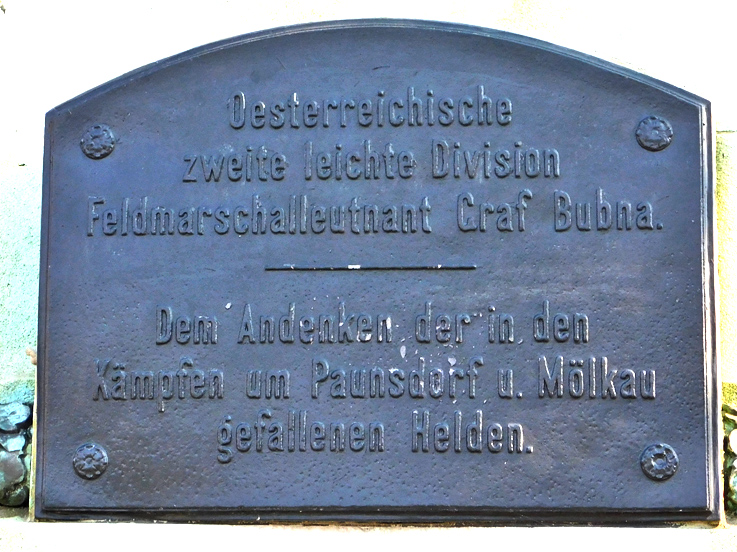 Oesterreichische
zweite leichte Division
Feldmarschalleutnant Graf Bubna.
Dem Andenken der in den
Kämpfen um Paunsdorf u. Mölkau
gefallenen Helden.